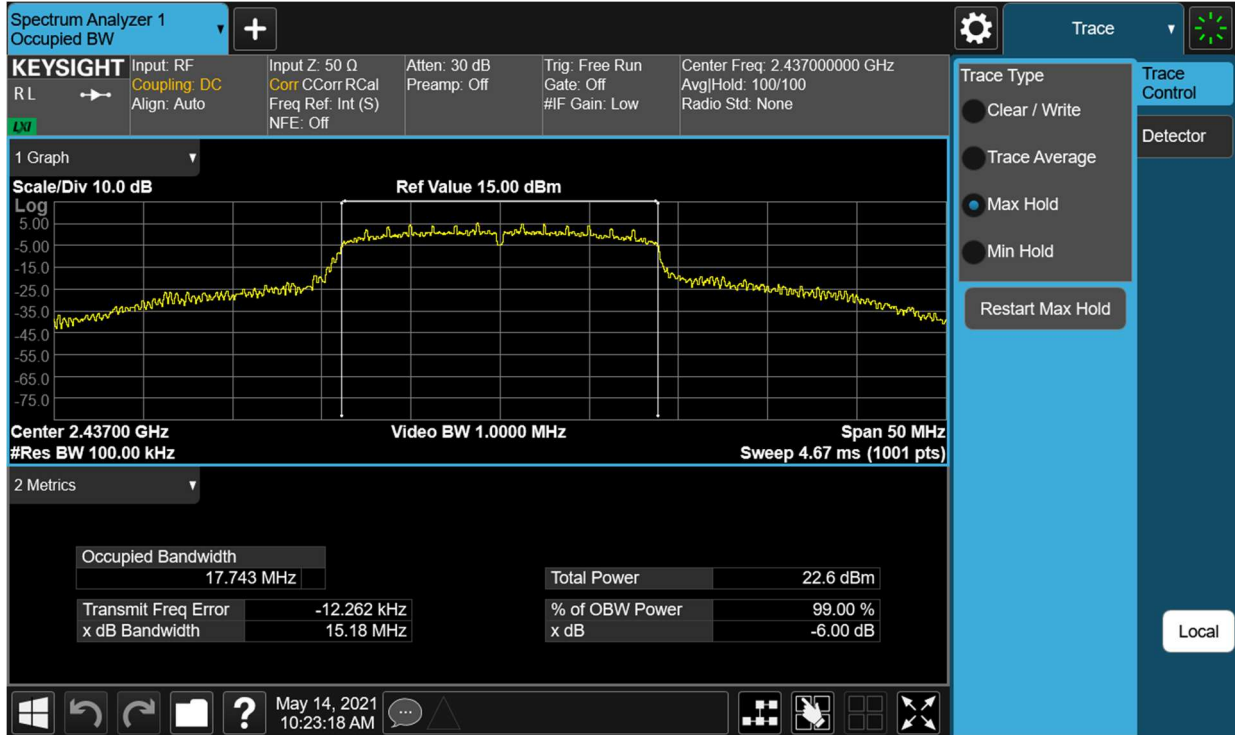 Spectrum Analyzer 1
Occupied BW
+
Trace
KEYSIGHT
R L
LXI
Input: RF
Coupling: DC
Align: Auto
Input Z: 50 Ω
Corr CCorr RCal
Freq Ref: Int (S)
NFE: Off
Atten: 30 dB
Preamp: Off
Trig: Free Run
Gate: Off
#IF Gain: Low
Center Freq: 2.437000000 GHz
Avg|Hold: 100/100
Radio Std: None
Trace Type
Clear / Write
Trace Average
Max Hold
Min Hold
Restart Max Hold
Trace
Control
Detector
1 Graph
Scale/Div 10.0 dB
Ref Value 15.00 dBm
Log
5.00
-5.00
-15.0
-25.0
-35.0
-45.0
-55.0
-65.0
-75.0
Center 2.43700 GHz
Video BW 1.0000 MHz
Span 50 MHz
#Res BW 100.00 kHz
Sweep 4.67 ms (1001 pts)
2 Metrics
Occupied Bandwidth
17.743 MHz
Total Power 22.6 dBm
Transmit Freq Error -12.262 kHz
% of OBW Power 99.00 %
x dB Bandwidth 15.18 MHz
x dB -6.00 dB
Local
?
May 14, 2021
10:23:18 AM